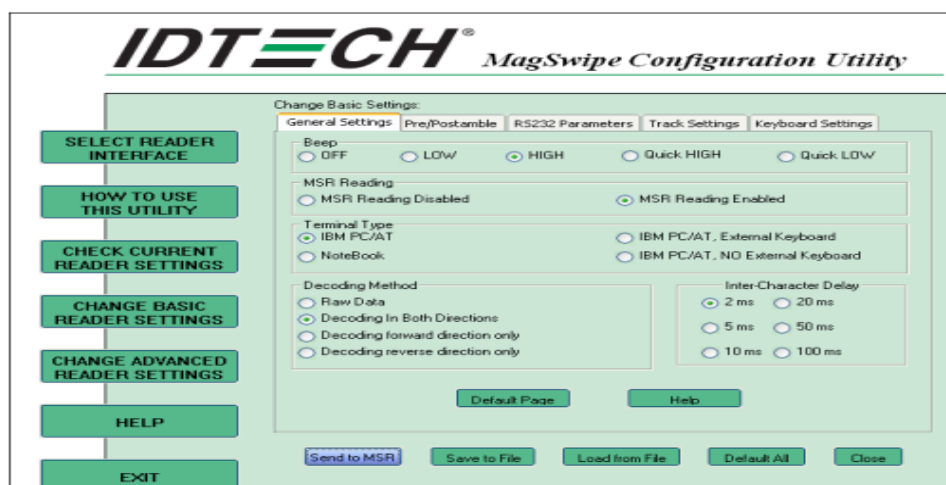 IDTECH®
MagSwipe Configuration Utility
SELECT READER
INTERFACE
HOW TO USE
THIS UTILITY
CHECK CURRENT
READER SETTINGS
CHANGE BASIC
READER SETTINGS
CHANGE ADVANCED
READER SETTINGS
HELP
EXIT
Change Basic Settings:
General Settings Pre/Postamble RS232 Parameters Track Settings Keyboard Settings
Beep
OFF LOW HIGH Quick HIGH Quick LOW
MSR Reading
MSR Reading Disabled MSR Reading Enabled
Terminal Type
IBM PC/AT IBM PC/AT, External Keyboard
NoteBook IBM PC/AT, NO External Keyboard
Decoding Method
Raw Data
Decoding In Both Directions
Decoding forward direction only
Decoding reverse direction only
Inter-Character Delay
2 ms 20 ms
5 ms 50 ms
10 ms 100 ms
Default Page Help
Send to MSR Save to File Load from File Default All Close